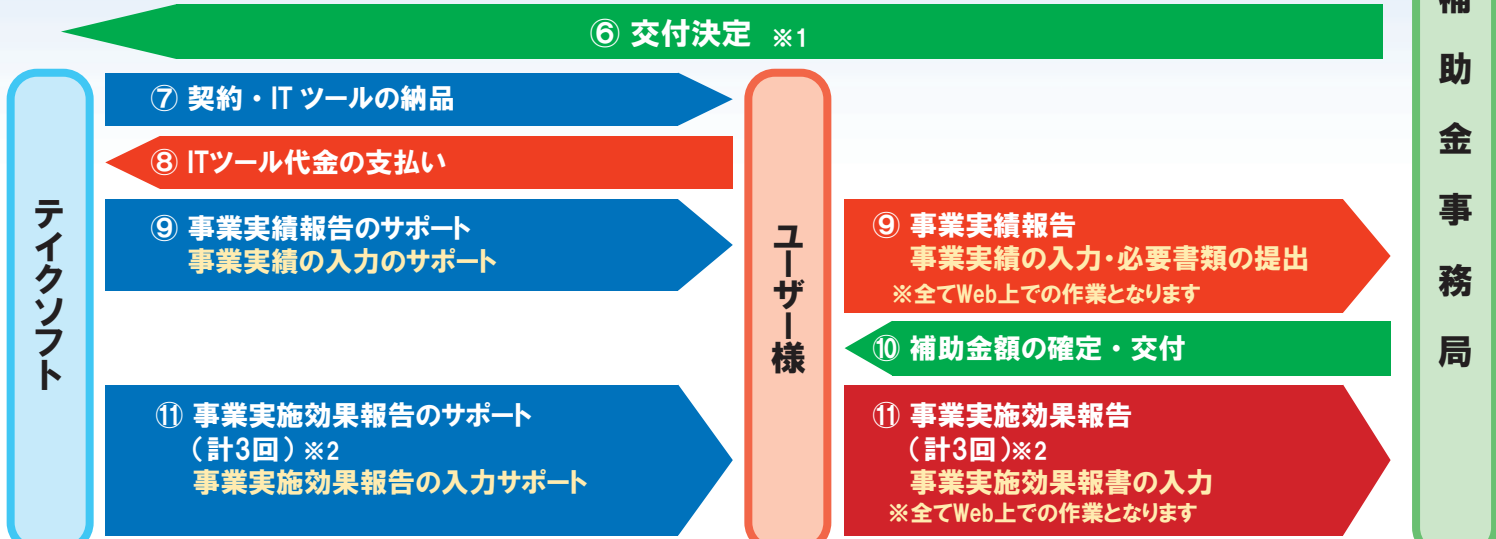 ⑥ 交付決定 ※1
テイクソフト
⑦ 契約・ITツールの納品
⑧ ITツール代金の支払い
⑨ 事業実績報告のサポート
事業実績の入力のサポート
⑪ 事業実施効果報告のサポート
(計3回)※2
事業実施効果報告の入力サポート
ユーザー様
⑨ 事業実績報告
事業実績の入力・必要書類の提出
※全てWeb上での作業となります
⑩ 補助金額の確定・交付
⑪ 事業実施効果報告
(計3回)※2
事業実施効果報書の入力
※全てWeb上での作業となります
補助金事務局